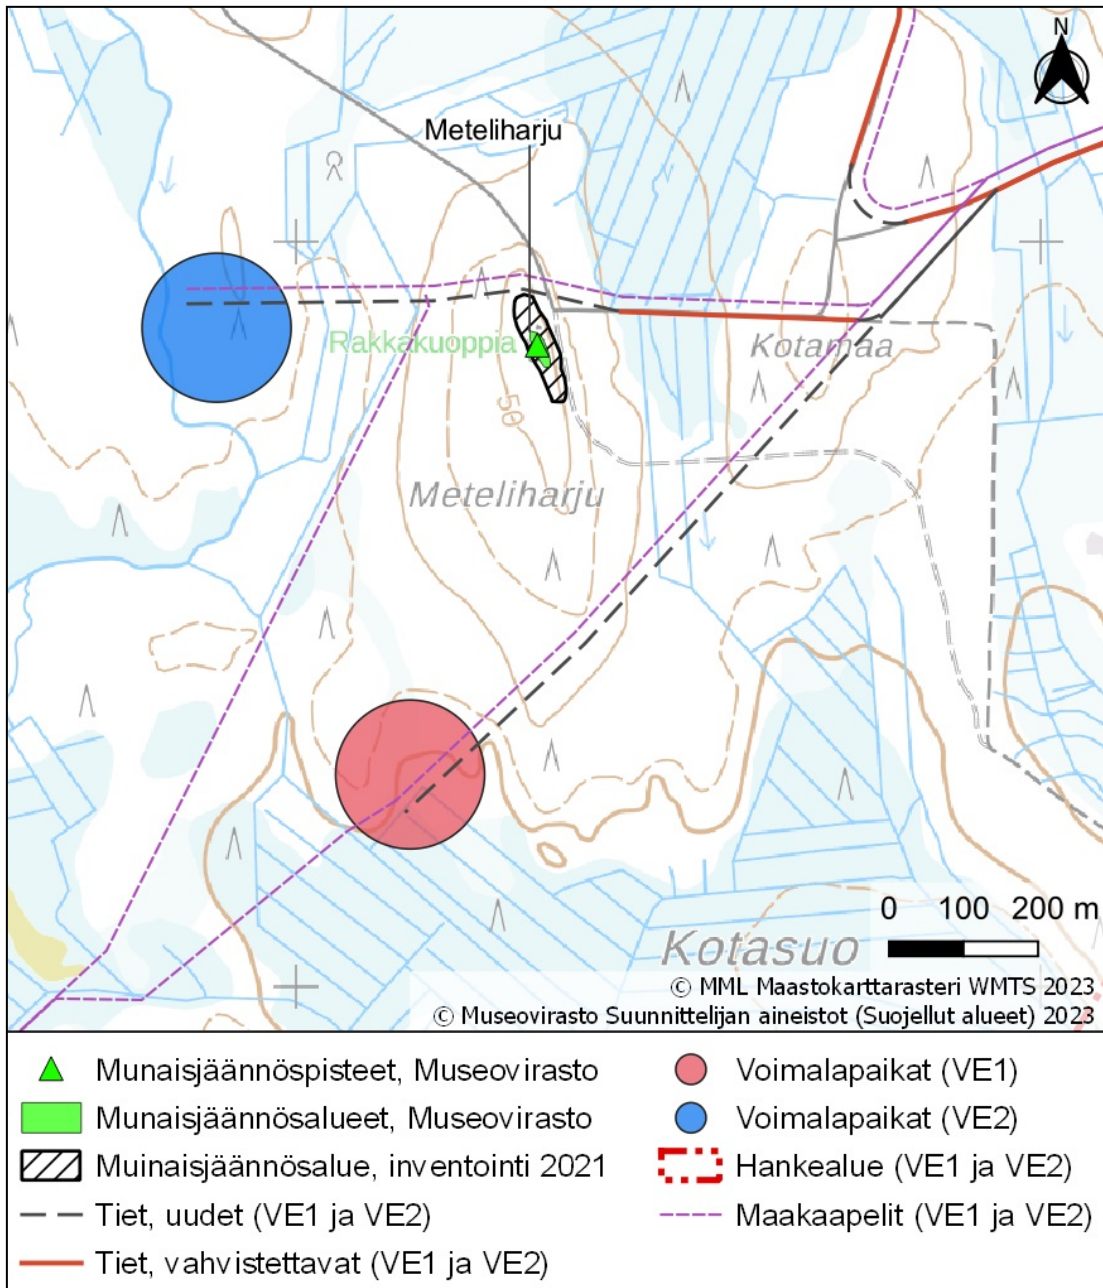 N
Meteliharju
Rakkakuoppia
Kotamaa
50
Meteliharju
0 100 200 m
Kotasuo
© MML Maastokarttarasteri WMTS 2023
© Museovirasto Suunnittelijan aineistot (Suojellut alueet) 2023
Munaisjäännöspisteet, Museovirasto
Munaisjäännösalueet, Museovirasto
Muinaisjäännösalue, inventointi 2021
Tiet, uudet (VE1 ja VE2)
Tiet, vahvistettavat (VE1 ja VE2)
Voimalapaikat (VE1)
Voimalapaikat (VE2)
Hankealue (VE1 ja VE2)
Maakaapelit (VE1 ja VE2)